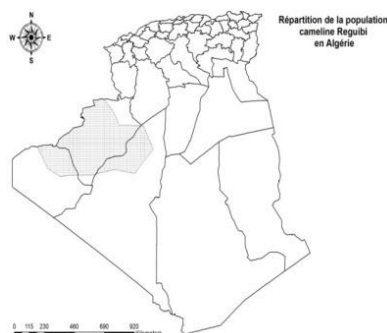 Répartition de la population
cameline Reguibi
en Algérie
N
W E
S
0 115 230 460 690 920